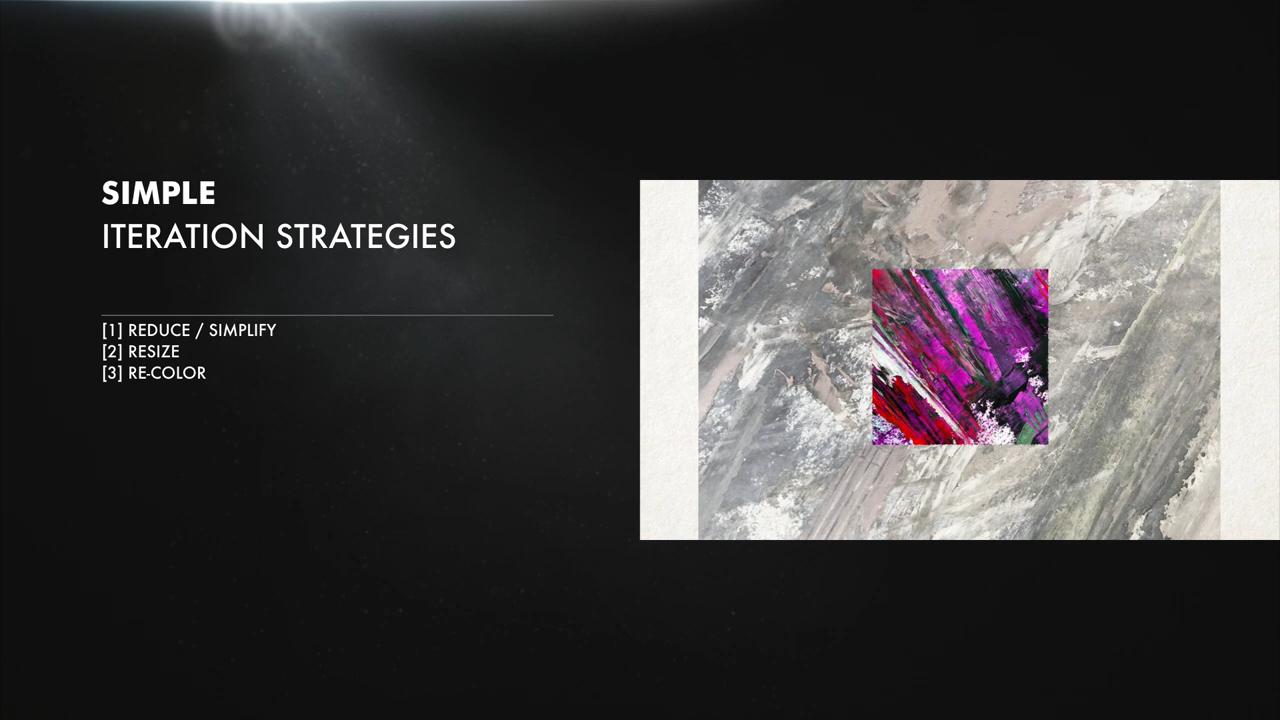 SIMPLE
ITERATION STRATEGIES
[1] REDUCE / SIMPLIFY
[2] RESIZE
[3] RE-COLOR